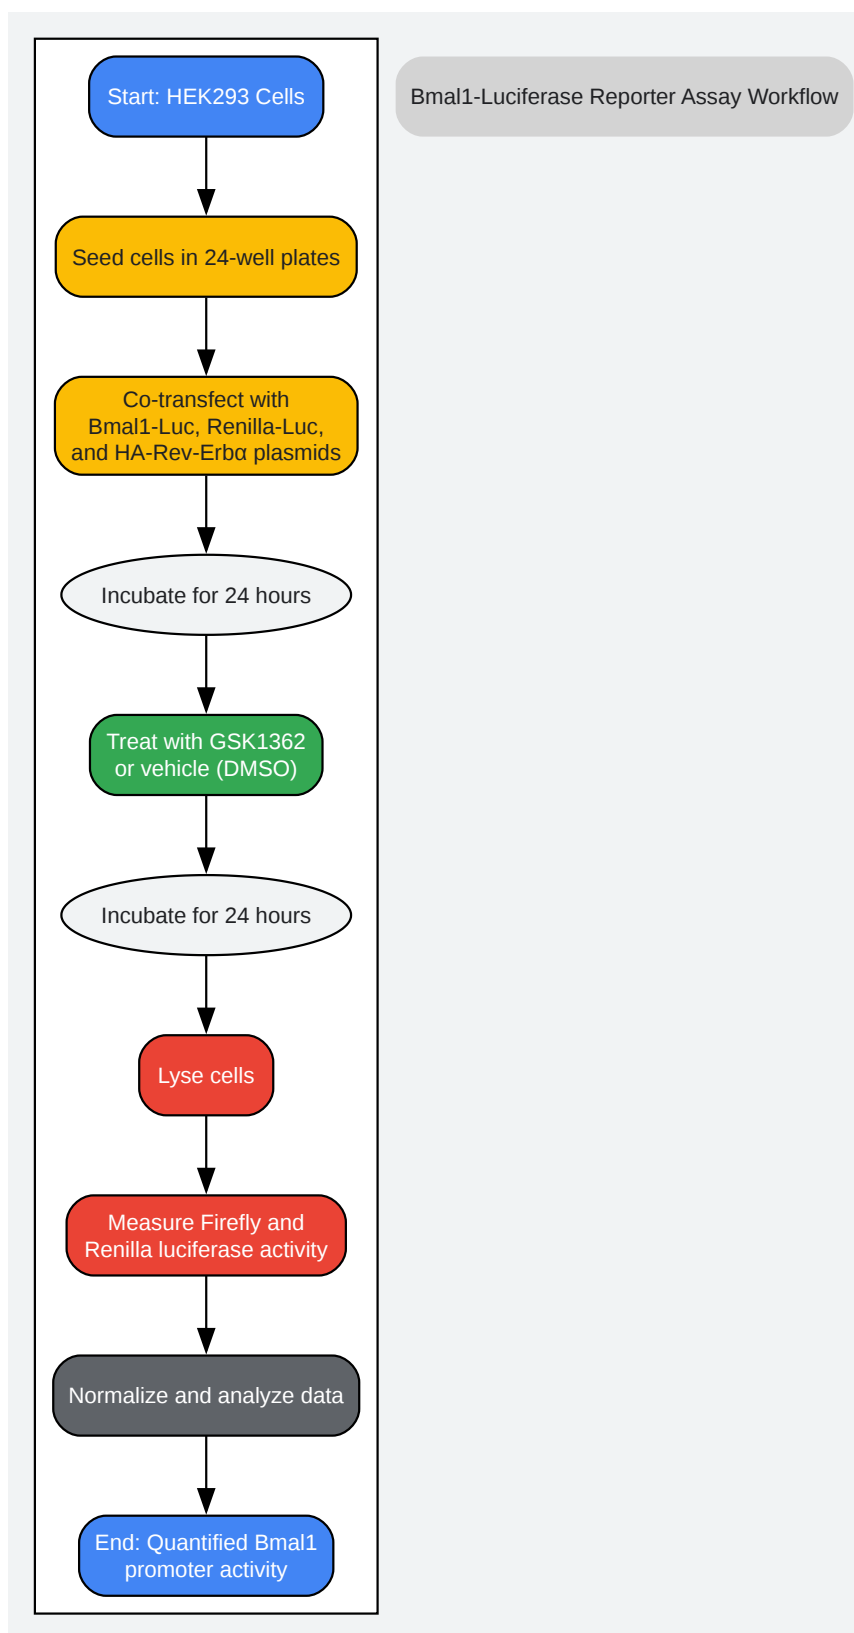 Start: HEK293 Cells
Bmal1-Luciferase Reporter Assay Workflow
Seed cells in 24-well plates
Co-transfect with
Bmal1-Luc, Renilla-Luc,
and HA-Rev-Erbα plasmids
Incubate for 24 hours
Treat with GSK1362
or vehicle (DMSO)
Incubate for 24 hours
Lyse cells
Measure Firefly and
Renilla luciferase activity
Normalize and analyze data
End: Quantified Bmal1
promoter activity